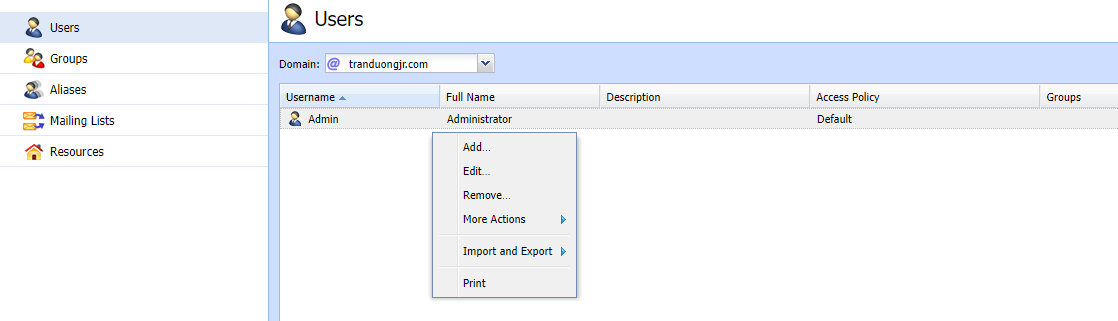 Users
Groups
Aliases
Mailing Lists
Resources
Users
Domain: @ tranduongjr.com
Username Full Name Description Access Policy Groups
Admin Administrator Default
Add...
Edit...
Remove...
More Actions
Import and Export
Print